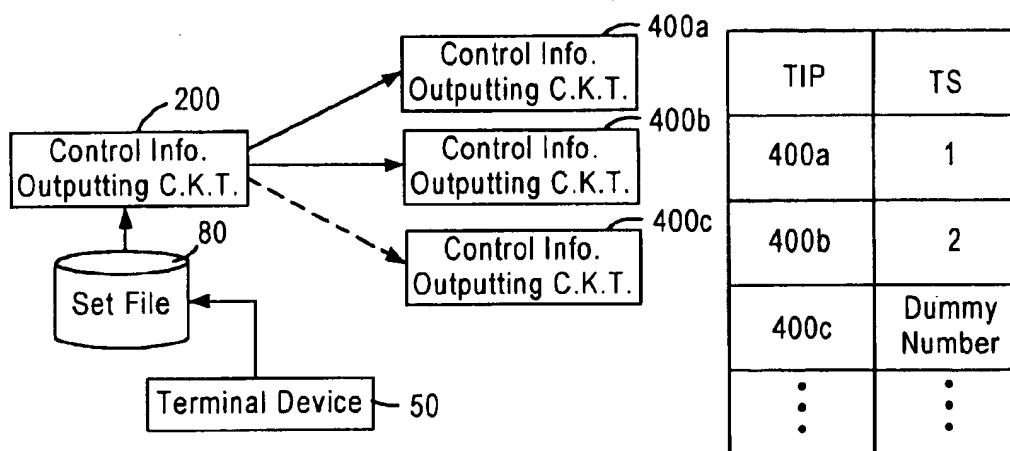 400a
Control Info.
Outputting C.K.T.
200
Control Info.
Outputting C.K.T.
400b
Control Info.
Outputting C.K.T.
400c
Control Info.
Outputting C.K.T.
80
Set File
Terminal Device
50
TIP TS
400a 1
400b 2
400c Dummy
Number